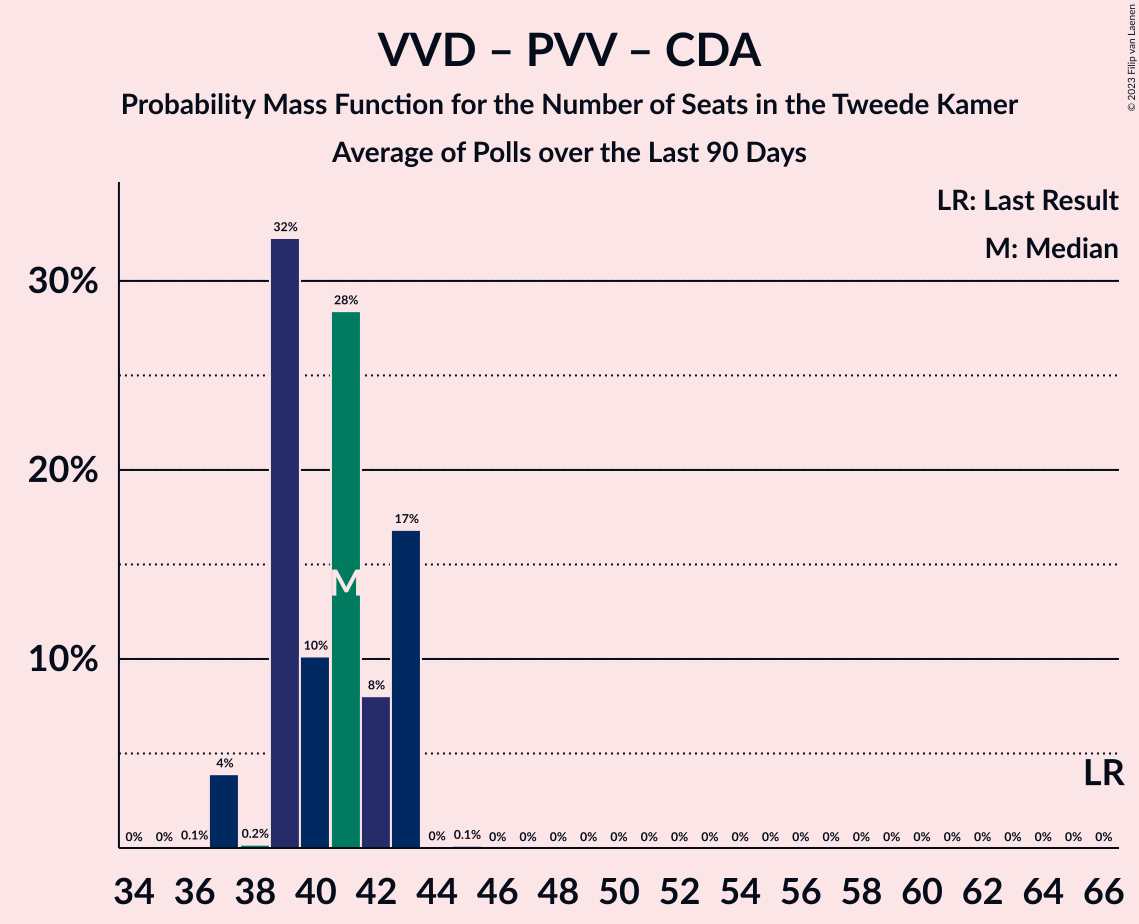 VVD – PVV – CDA
Probability Mass Function for the Number of Seats in the Tweede Kamer
Average of Polls over the Last 90 Days
© 2023 Filip van Laenen
LR: Last Result
M: Median
30%
20%
10%
0% 0% 0.1% 4% 0.2% 32% 10% 28% 8% 17% 0% 0.1% 0% 0% 0% 0% 0% 0% 0% 0% 0% 0% 0% 0% 0% 0% 0% 0% 0% 0% 0% 0% 0%
M
LR
34 36 38 40 42 44 46 48 50 52 54 56 58 60 62 64 66